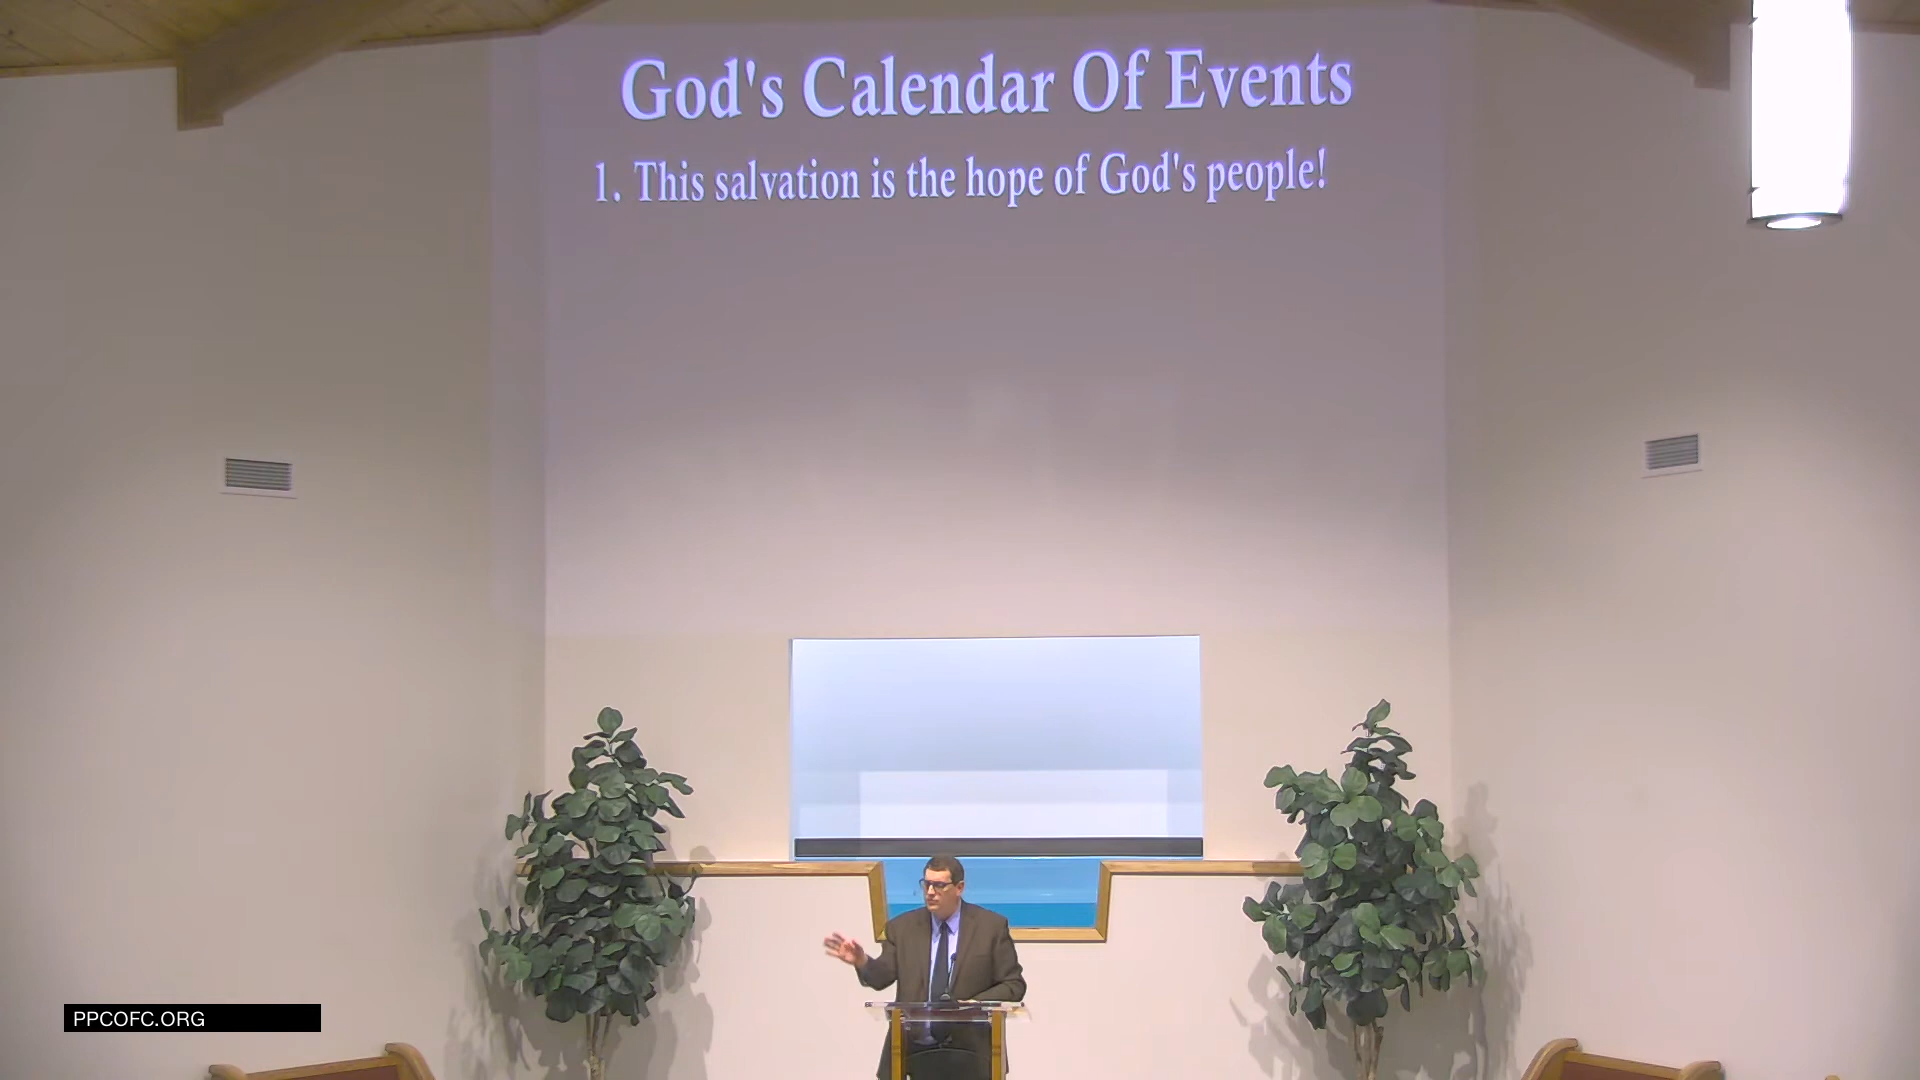 God's Calendar Of Events
1. This salvation is the hope of God's people!
PPCOFC.ORG